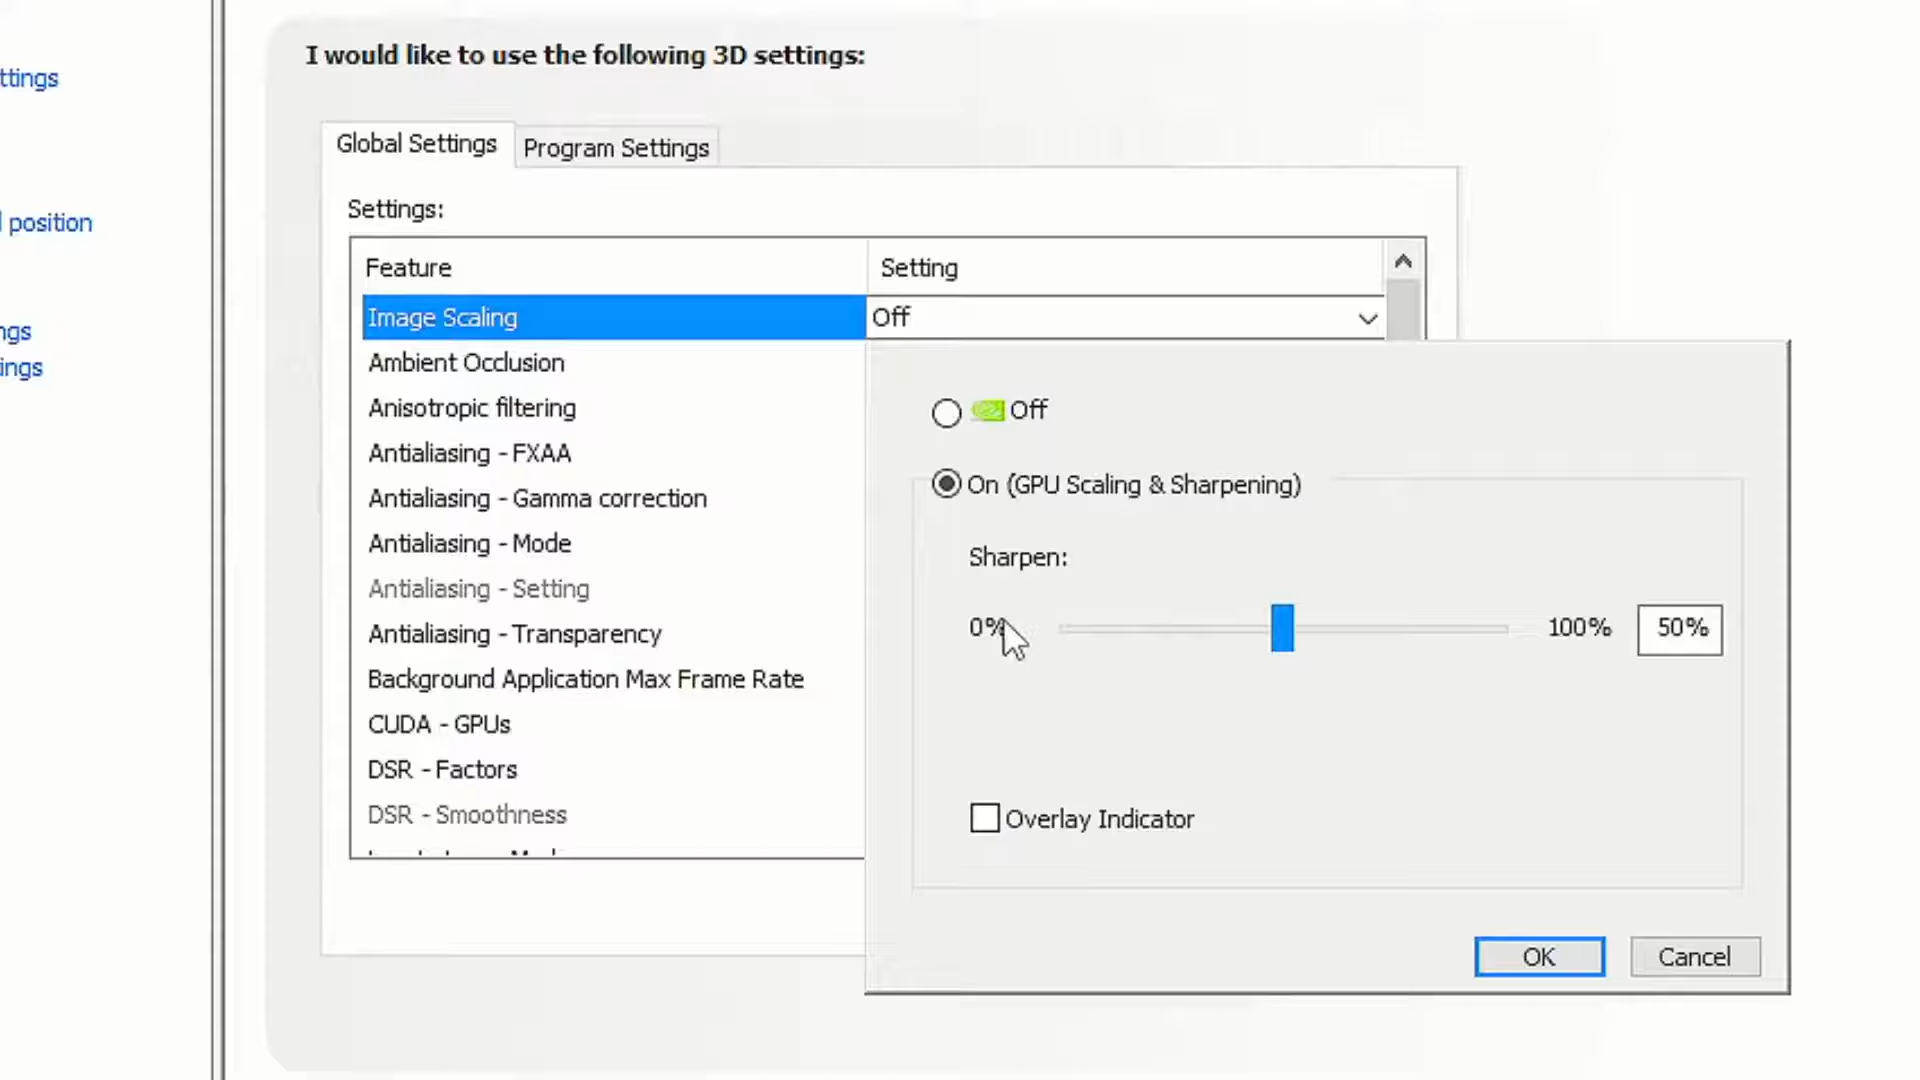 I would like to use the following 3D settings:
ttings
Global Settings
Program Settings
position
Settings:
Feature
Setting
Image Scaling
Off
ngs
ings
Ambient Occlusion
Anisotropic filtering
Off
Antialiasing - FXAA
On (GPU Scaling & Sharpening)
Antialiasing - Gamma correction
Antialiasing - Mode
Sharpen:
Antialiasing - Setting
Antialiasing - Transparency
0%
100%
50%
Background Application Max Frame Rate
CUDA - GPUs
DSR - Factors
DSR - Smoothness
Overlay Indicator
OK
Cancel